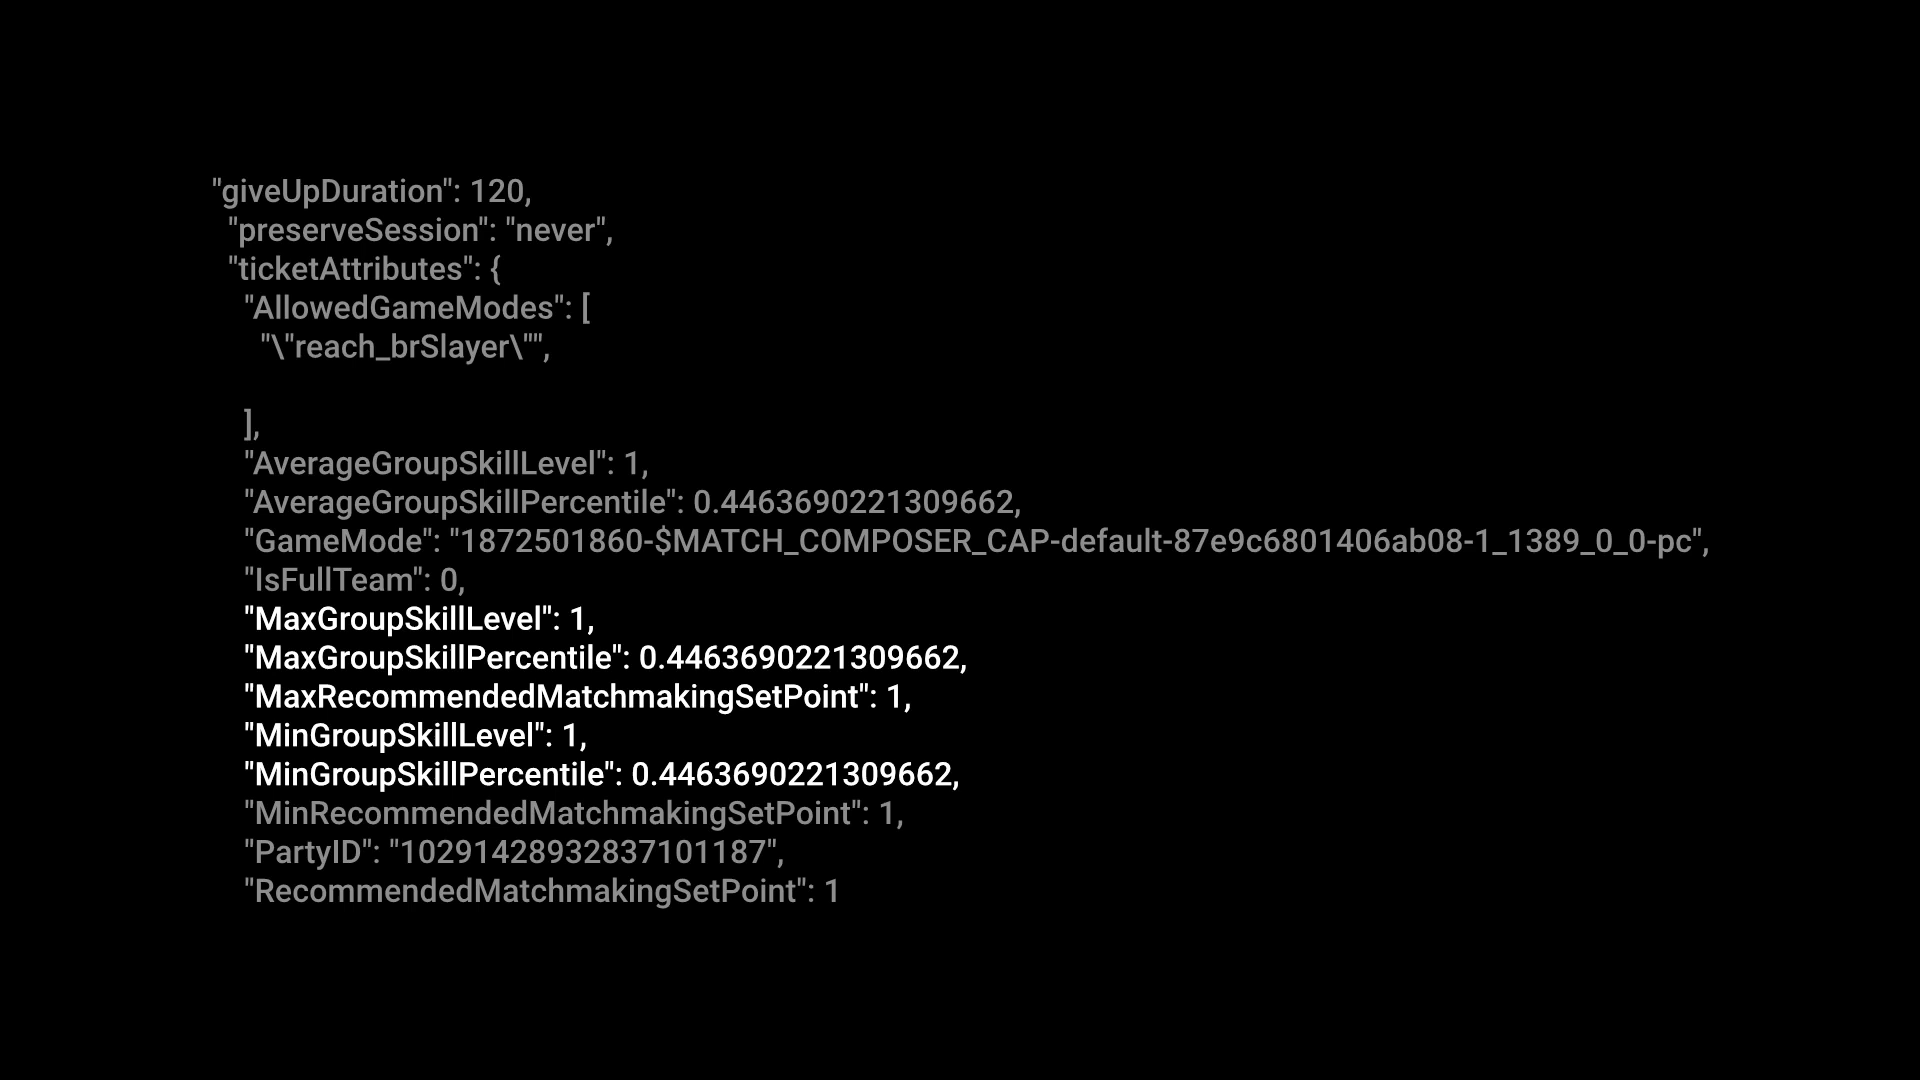 "giveUpDuration": 120,
"preserveSession": "never",
"ticketAttributes": {
"AllowedGameModes": [
"\"reach_brSlayer\"",
],
"AverageGroupSkillLevel": 1,
"AverageGroupSkillPercentile": 0.4463690221309662,
"GameMode": "1872501860-$MATCH_COMPOSER_CAP-default-87e9c6801406ab08-1_1389_0_0-pc",
"IsFullTeam": 0,
"MaxGroupSkillLevel": 1,
"MaxGroupSkillPercentile": 0.4463690221309662,
"MaxRecommendedMatchmakingSetPoint": 1,
"MinGroupSkillLevel": 1,
"MinGroupSkillPercentile": 0.4463690221309662,
"MinRecommendedMatchmakingSetPoint": 1,
"PartyID": "10291428932837101187",
"RecommendedMatchmakingSetPoint": 1